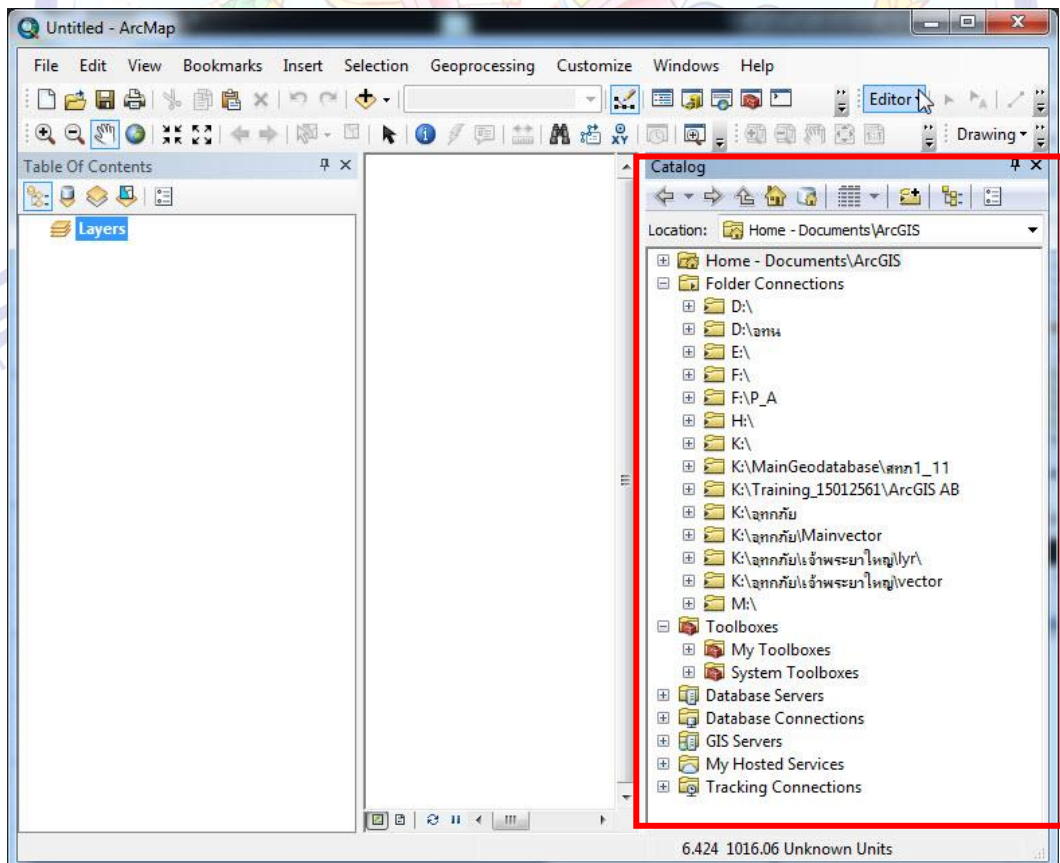 Untitled - ArcMap
File Edit View Bookmarks Insert Selection Geoprocessing Customize Windows Help
Editor
Drawing
Table Of Contents
Layers
Catalog
Location: Home - Documents\ArcGIS
Home - Documents\ArcGIS
Folder Connections
D:\
D:\อทน
E:\
F:\
F:\P_A
H:\
K:\
K:\MainGeodatabase\สทภ1_11
K:\Training_15012561\ArcGIS AB
K:\อุทกภัย
K:\อุทกภัย\Mainvector
K:\อุทกภัย\เจ้าพระยาใหญ่\lyr\
K:\อุทกภัย\เจ้าพระยาใหญ่\vector
M:\
Toolboxes
My Toolboxes
System Toolboxes
Database Servers
Database Connections
GIS Servers
My Hosted Services
Tracking Connections
6.424 1016.06 Unknown Units